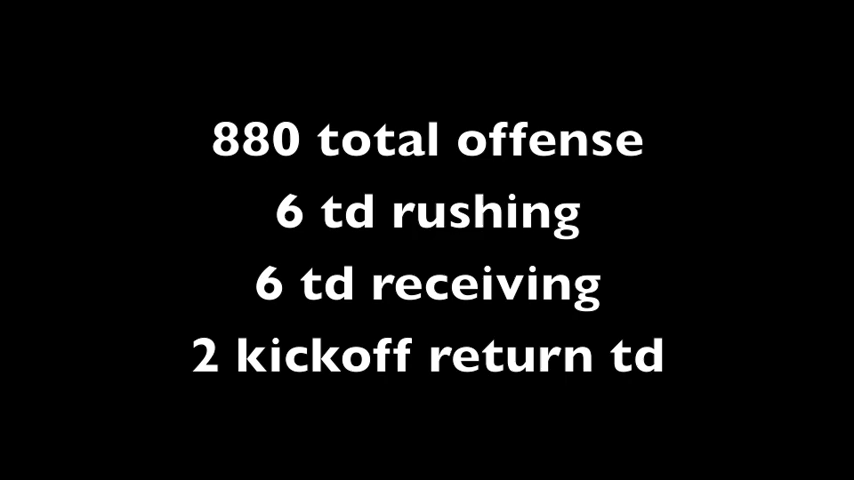 880 total offense
6 td rushing
6 td receiving
2 kickoff return td